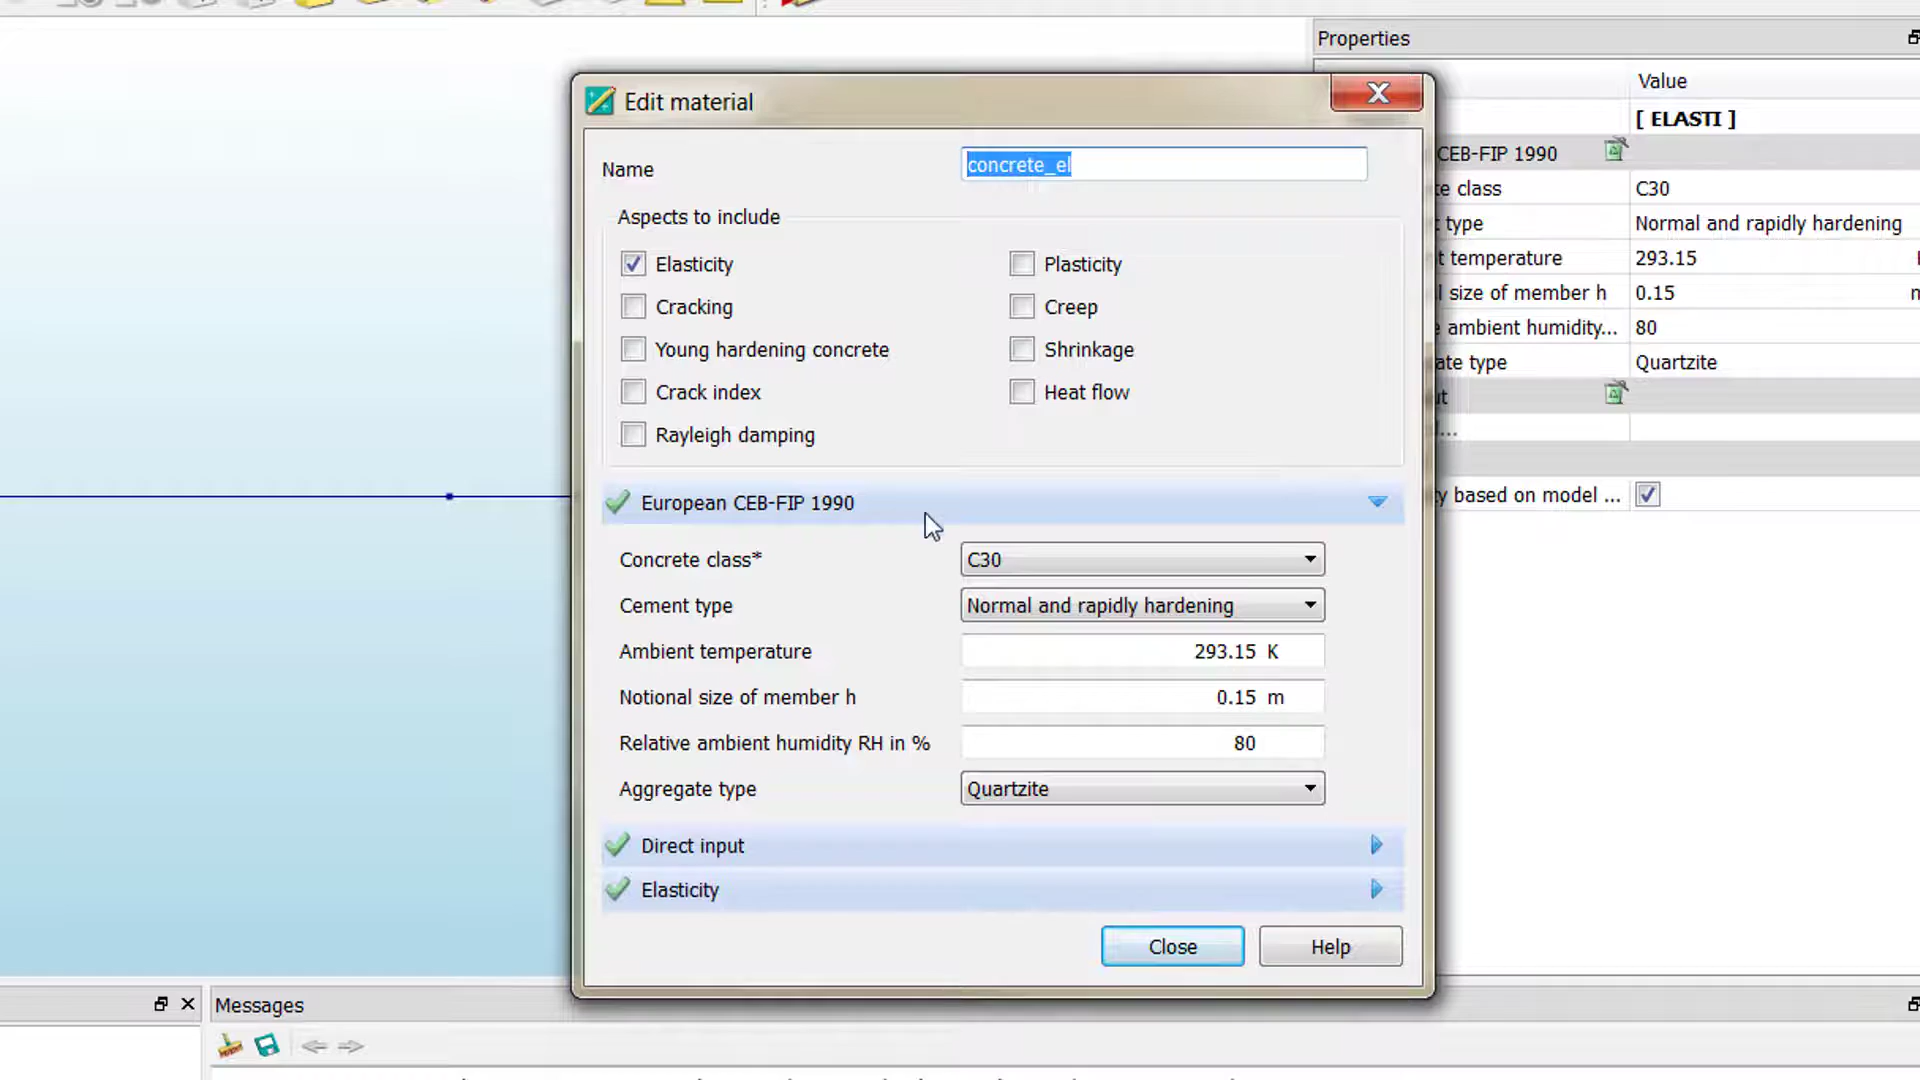 Properties
Value
[ ELASTI ]
CEB-FIP 1990
te class C30
t type Normal and rapidly hardening
t temperature 293.15
l size of member h 0.15 m
e ambient humidity... 80
ate type Quartzite
ut
l...
y based on model ...
Edit material
Name concrete_el
Aspects to include
Elasticity Plasticity
Cracking Creep
Young hardening concrete Shrinkage
Crack index Heat flow
Rayleigh damping
European CEB-FIP 1990
Concrete class* C30
Cement type Normal and rapidly hardening
Ambient temperature 293.15 K
Notional size of member h 0.15 m
Relative ambient humidity RH in % 80
Aggregate type Quartzite
Direct input
Elasticity
Close Help
Messages